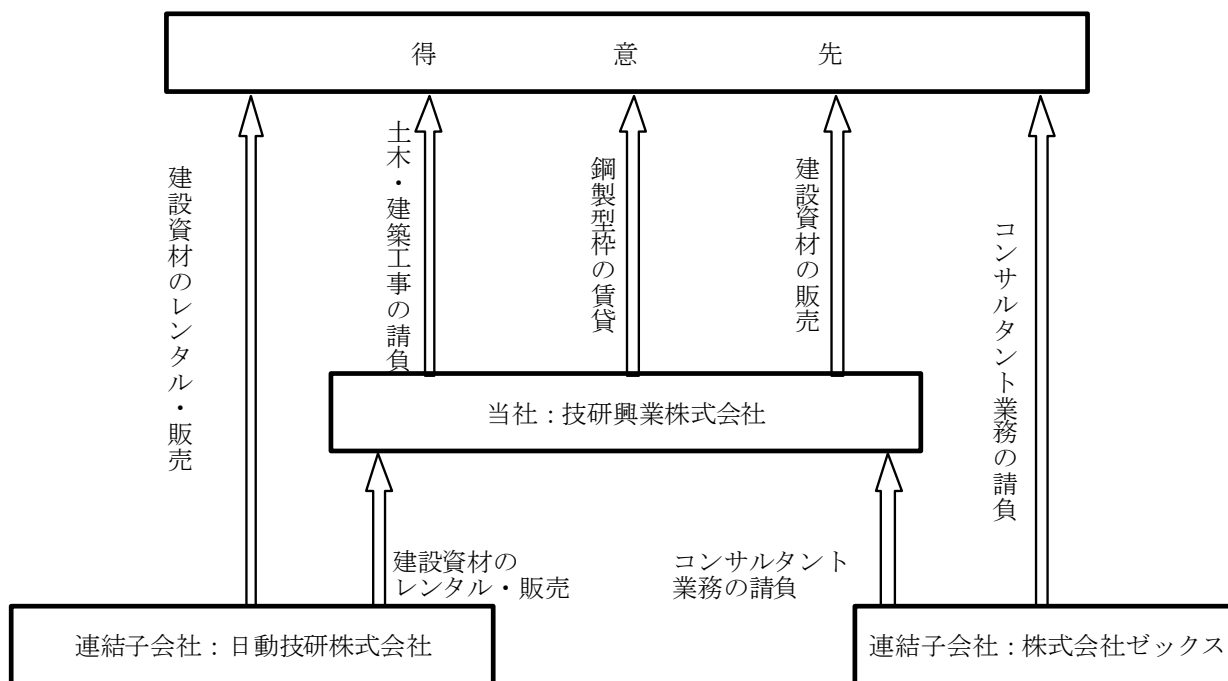 得意先
建設資材のレンタル・販売
土木・建築工事の請負
鋼製型枠の賃貸
建設資材の販売
コンサルタント業務の請負
当社：技研興業株式会社
建設資材の
レンタル・販売
コンサルタント
業務の請負
連結子会社：日動技研株式会社
連結子会社：株式会社ゼックス